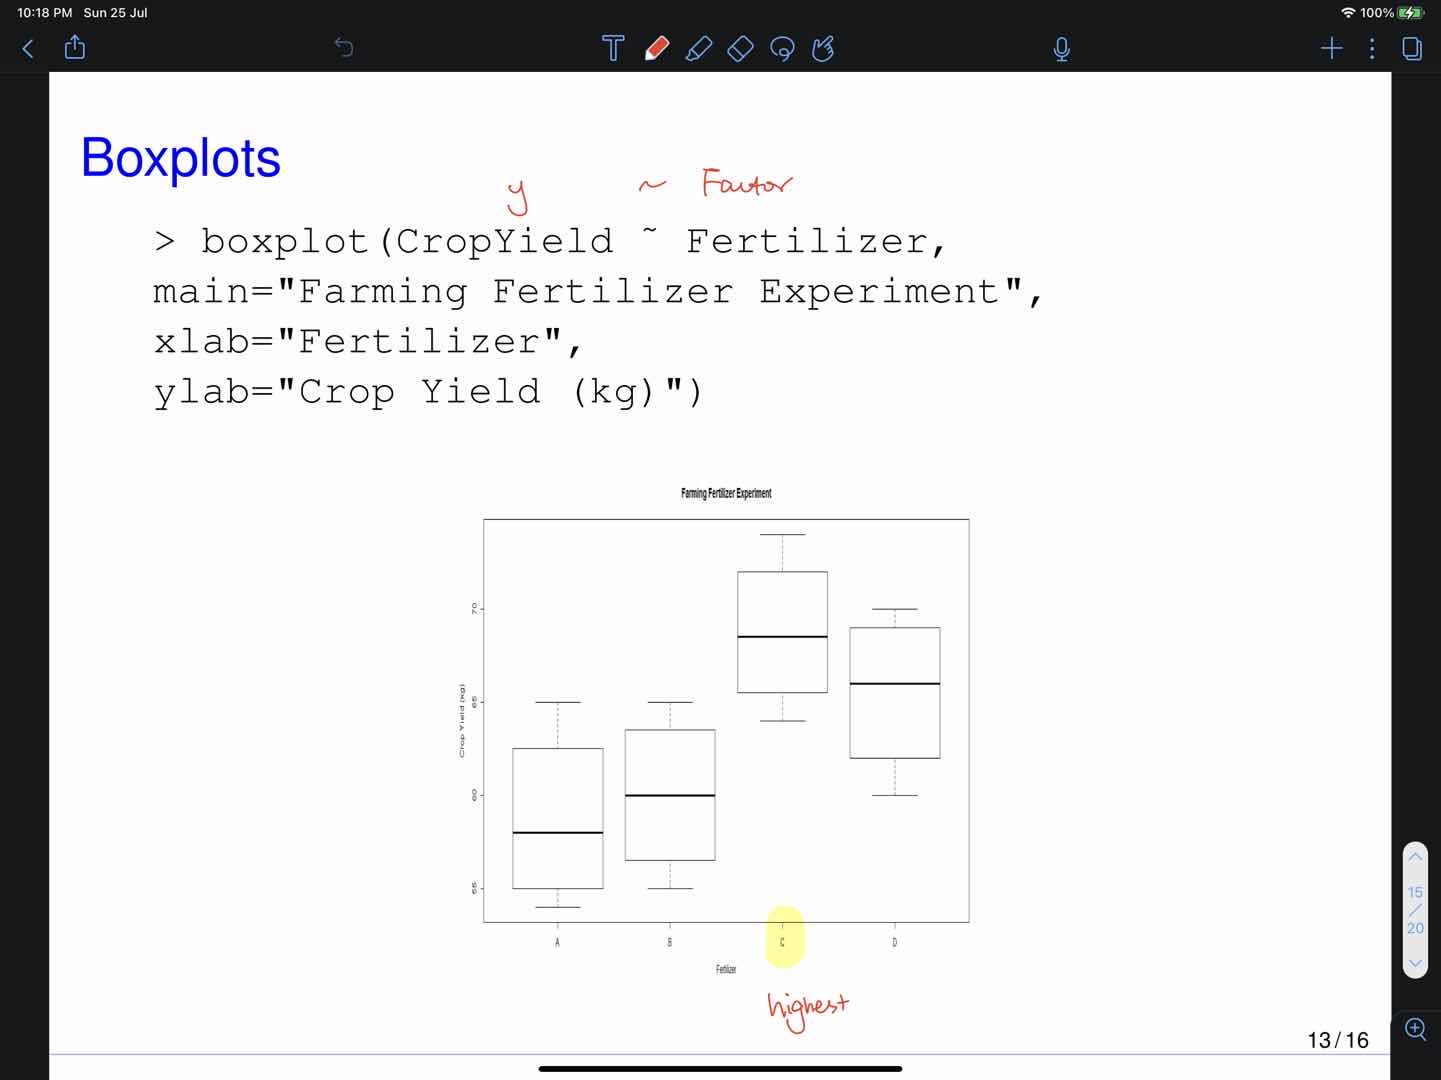 10:18 PM Sun 25 Jul
100%
Boxplots
y ~ Factor
> boxplot(CropYield ~ Fertilizer,
main="Farming Fertilizer Experiment",
xlab="Fertilizer",
ylab="Crop Yield (kg)")
Farming Fertilizer Experiment
70
65
60
55
Crop Yield (kg)
A B C D
Fertilizer
highest
15
/
20
13/16